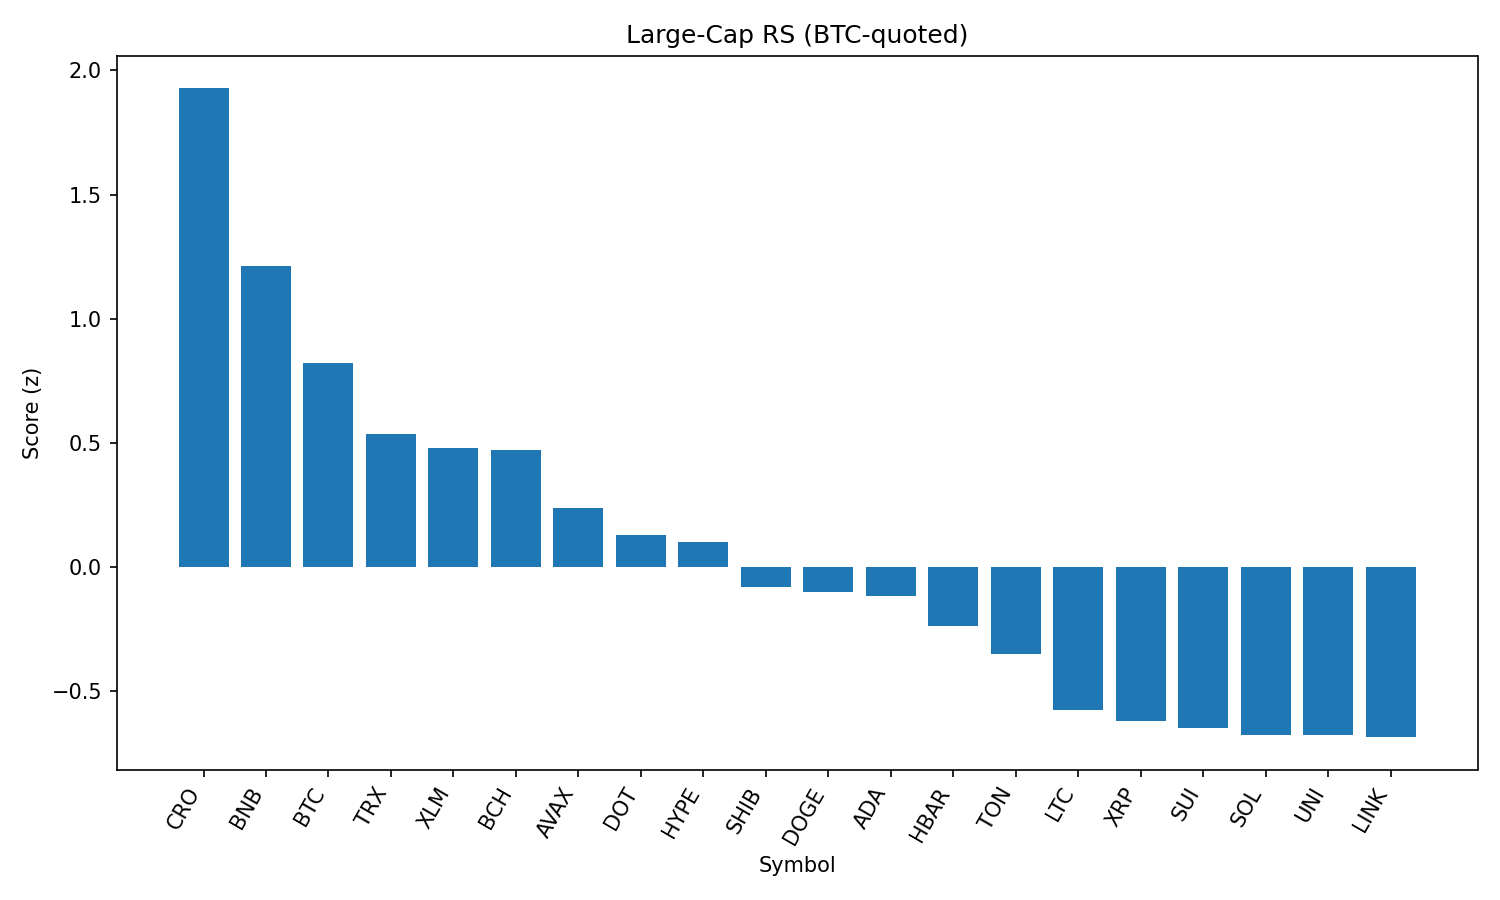 Large-Cap RS (BTC-quoted)
2.0
1.5
1.0
0.5
0.0
−0.5
Score (z)
CRO
BNB
BTC
TRX
XLM
BCH
AVAX
DOT
HYPE
SHIB
DOGE
ADA
HBAR
TON
LTC
XRP
SUI
SOL
UNI
LINK
Symbol